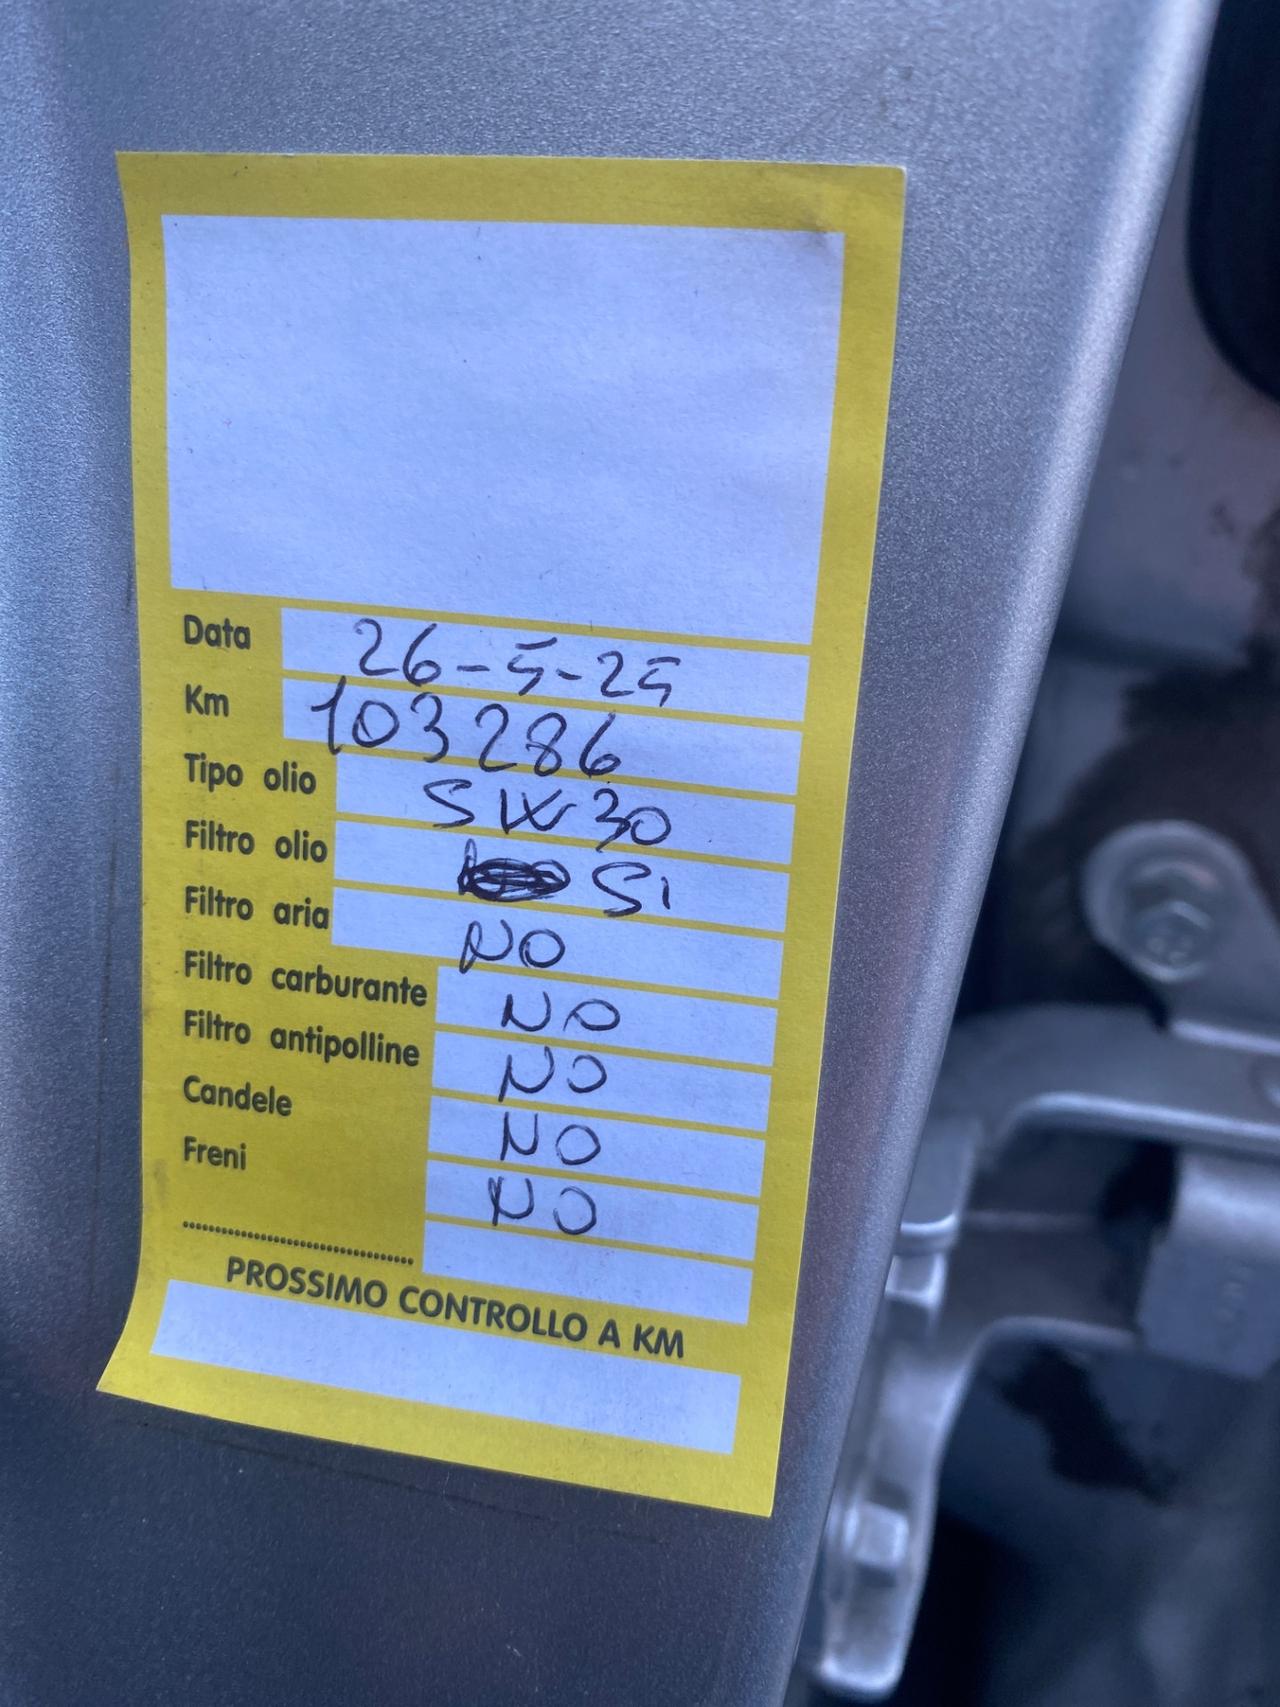 Data 26-5-25
Km 103286
Tipo olio 5W30
Filtro olio SI
Filtro aria NO
Filtro carburante NO
Filtro antipolline NO
Candele NO
Freni NO
PROSSIMO CONTROLLO A KM